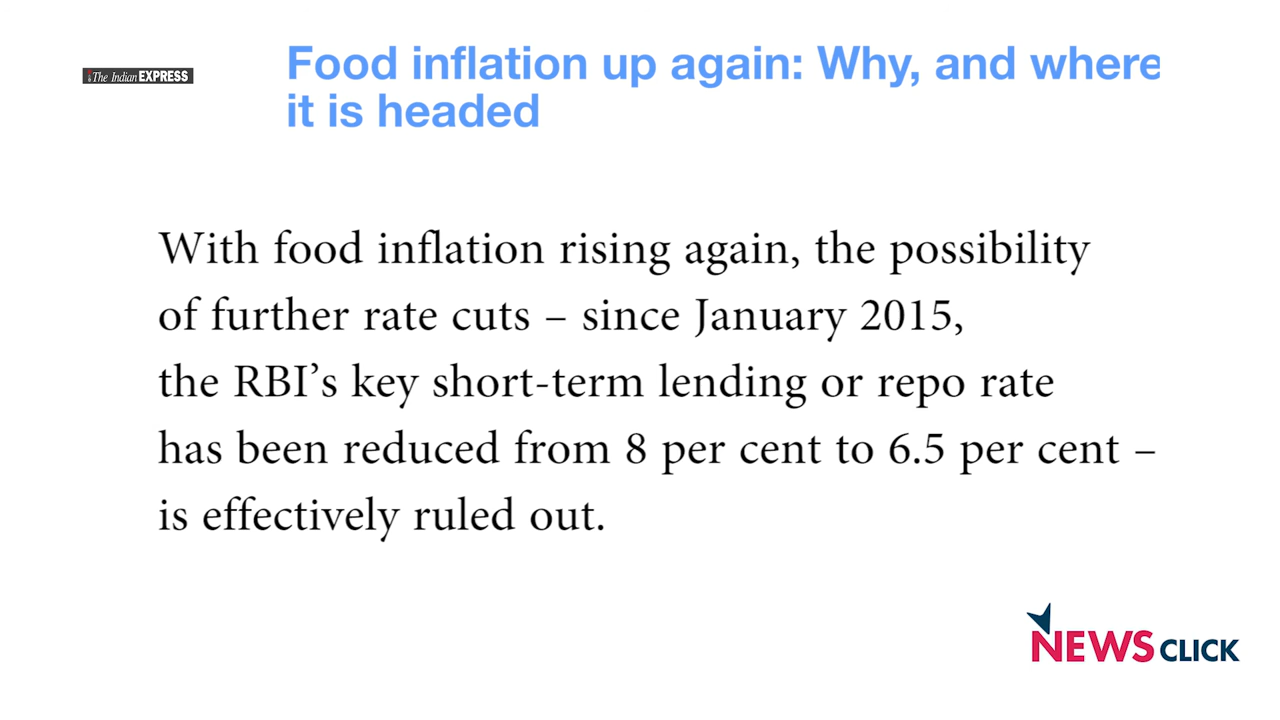 The Indian EXPRESS
Food inflation up again: Why, and where
it is headed
With food inflation rising again, the possibility
of further rate cuts – since January 2015,
the RBI’s key short-term lending or repo rate
has been reduced from 8 per cent to 6.5 per cent –
is effectively ruled out.
NEWSCLICK